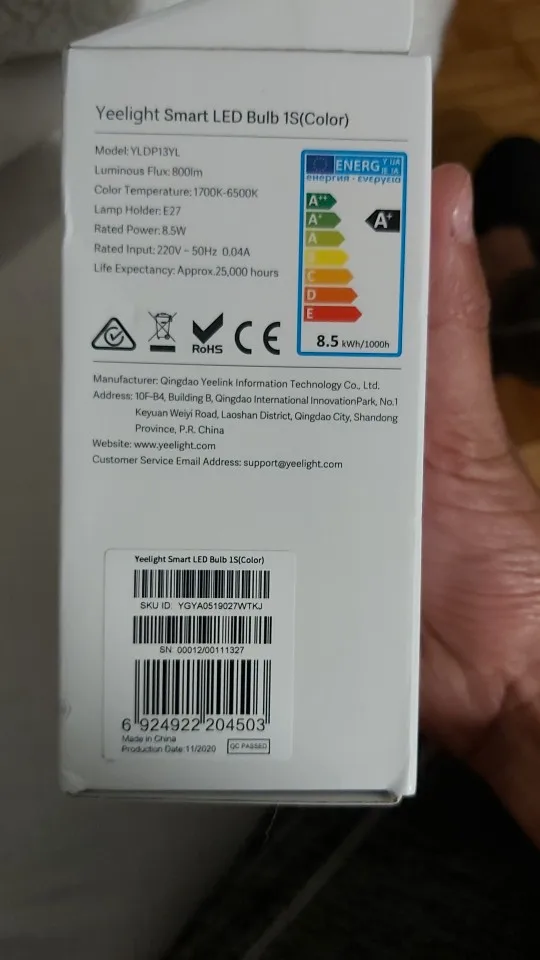 Yeelight Smart LED Bulb 1S(Color)
Model: YLDP13YL
Luminous Flux: 800lm
Color Temperature: 1700K-6500K
Lamp Holder: E27
Rated Power: 8.5W
Rated Input: 220V ~ 50Hz 0.04A
Life Expectancy: Approx.25,000 hours
ENERG Y IJA
IE IA
енергия · ενεργεια
A++
A+
A
B
C
D
E
A+
8.5 kWh/1000h
RoHS
CE
Manufacturer: Qingdao Yeelink Information Technology Co., Ltd.
Address: 10F-B4, Building B, Qingdao International InnovationPark, No.1
Keyuan Weiyi Road, Laoshan District, Qingdao City, Shandong
Province, P.R. China
Website: www.yeelight.com
Customer Service Email Address: support@yeelight.com
Yeelight Smart LED Bulb 1S(Color)
SKU ID: YGYA0519027WTKJ
SN 00012/00111327
6 924922 204503
Made in China
Production Date: 11/2020
QC PASSED